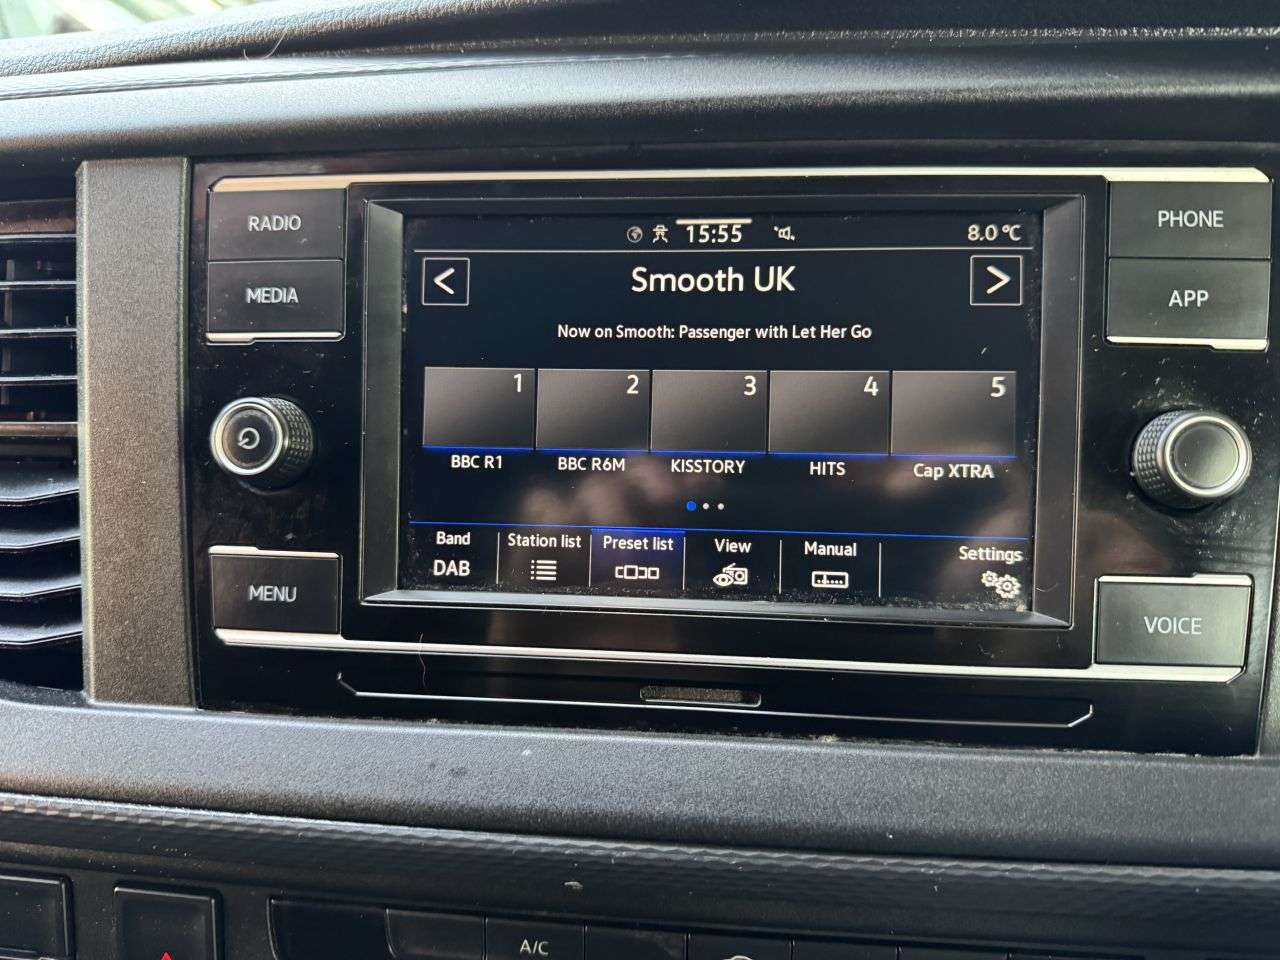 RADIO
MEDIA
MENU
15:55
8.0 °C
< Smooth UK >
Now on Smooth: Passenger with Let Her Go
1 2 3 4 5
BBC R1 BBC R6M KISSTORY HITS Cap XTRA
Band Station list Preset list View Manual Settings
DAB
PHONE
APP
VOICE
A/C